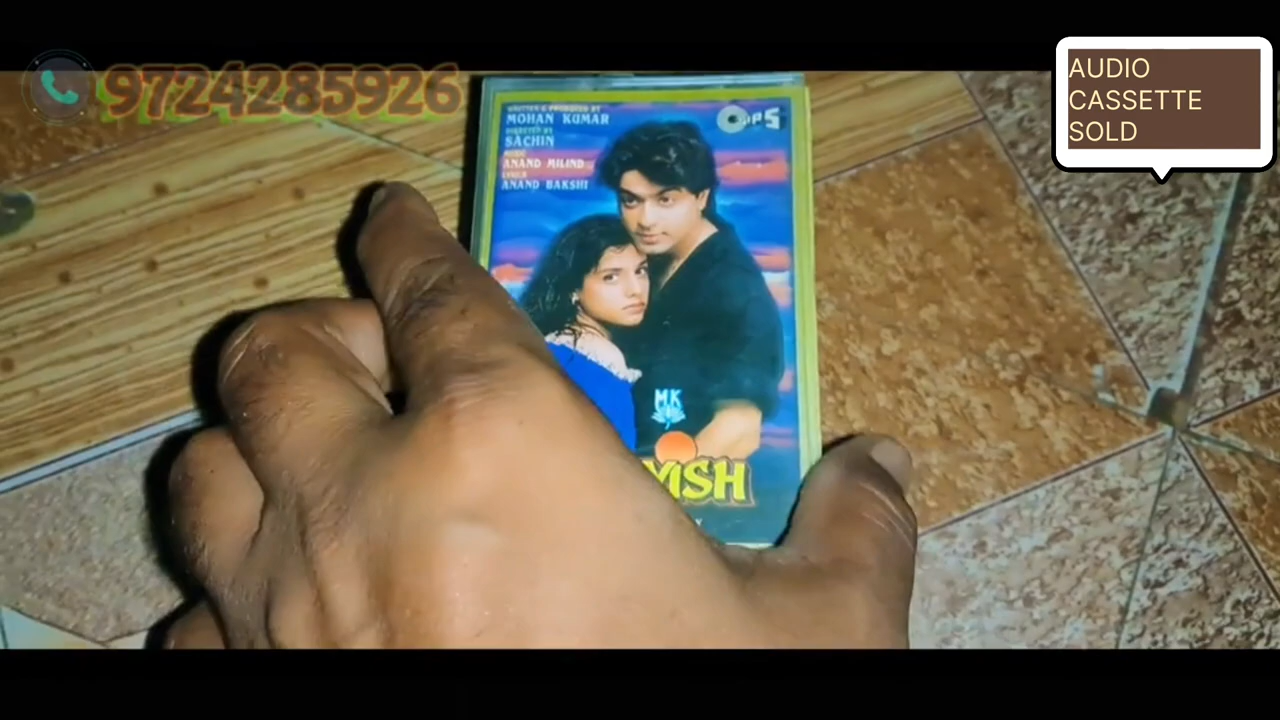 9724285926
AUDIO
CASSETTE
SOLD
WRITTEN & PRODUCED BY
MOHAN KUMAR
DIRECTED BY
SACHIN
MUSIC
ANAND MILIND
LYRICS
ANAND BAKSHI
TIPS
MK